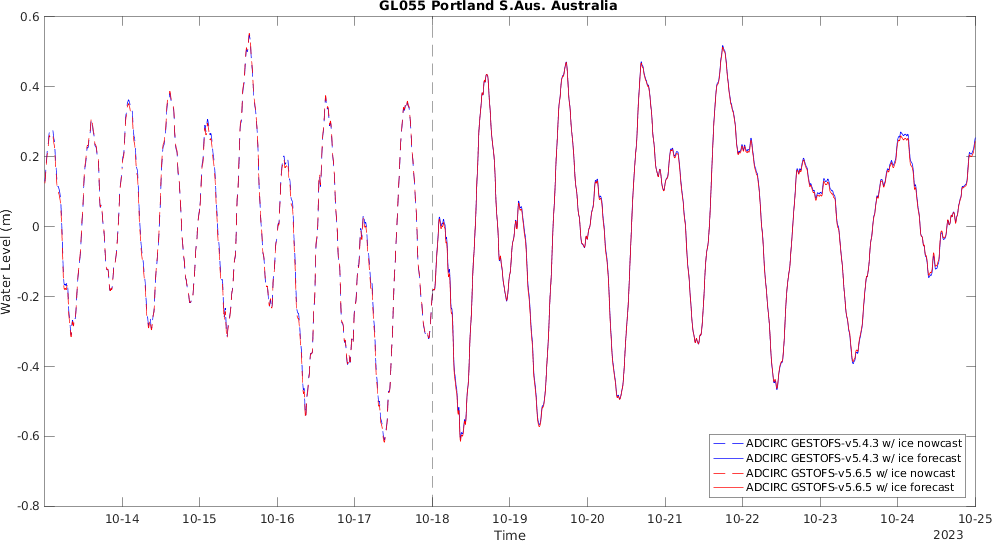 GL055 Portland S.Aus. Australia
Water Level (m)
0.6
0.4
0.2
0
-0.2
-0.4
-0.6
-0.8
ADCIRC GESTOFS-v5.4.3 w/ ice nowcast
ADCIRC GESTOFS-v5.4.3 w/ ice forecast
ADCIRC GSTOFS-v5.6.5 w/ ice nowcast
ADCIRC GSTOFS-v5.6.5 w/ ice forecast
10-14 10-15 10-16 10-17 10-18 10-19 10-20 10-21 10-22 10-23 10-24 10-25
Time
2023